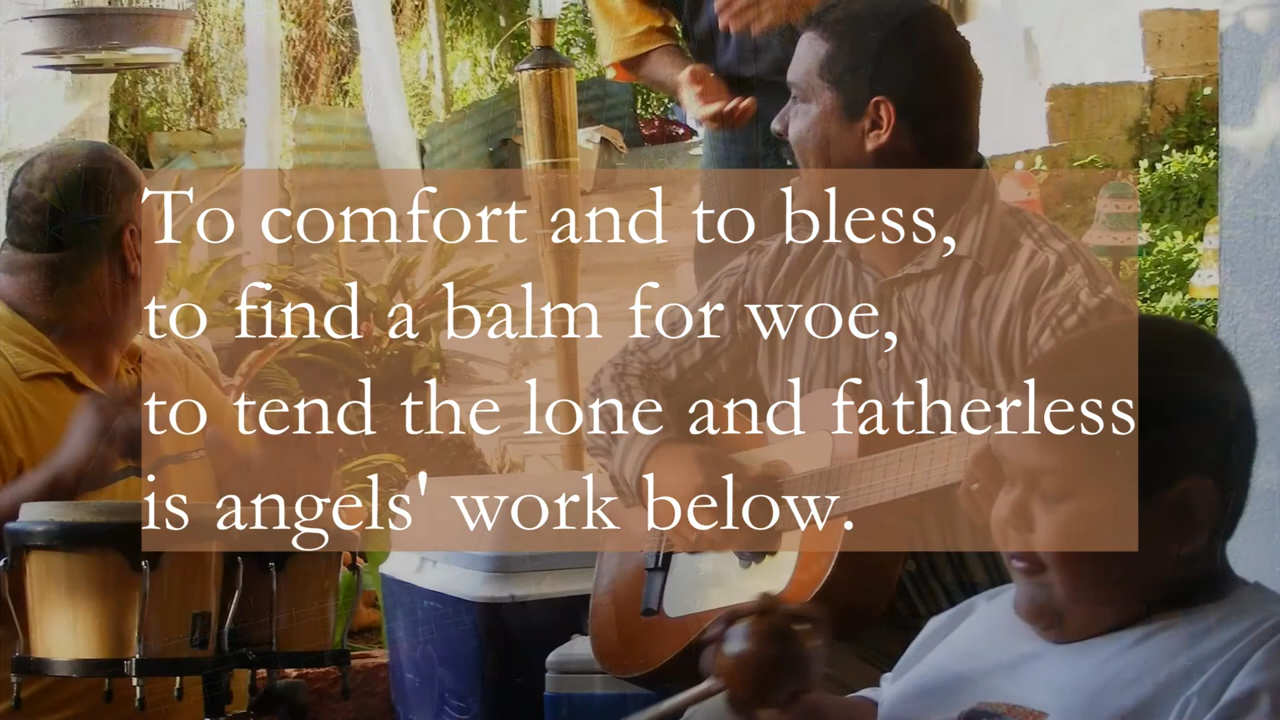 To comfort and to bless,
to find a balm for woe,
to tend the lone and fatherless
is angels' work below.